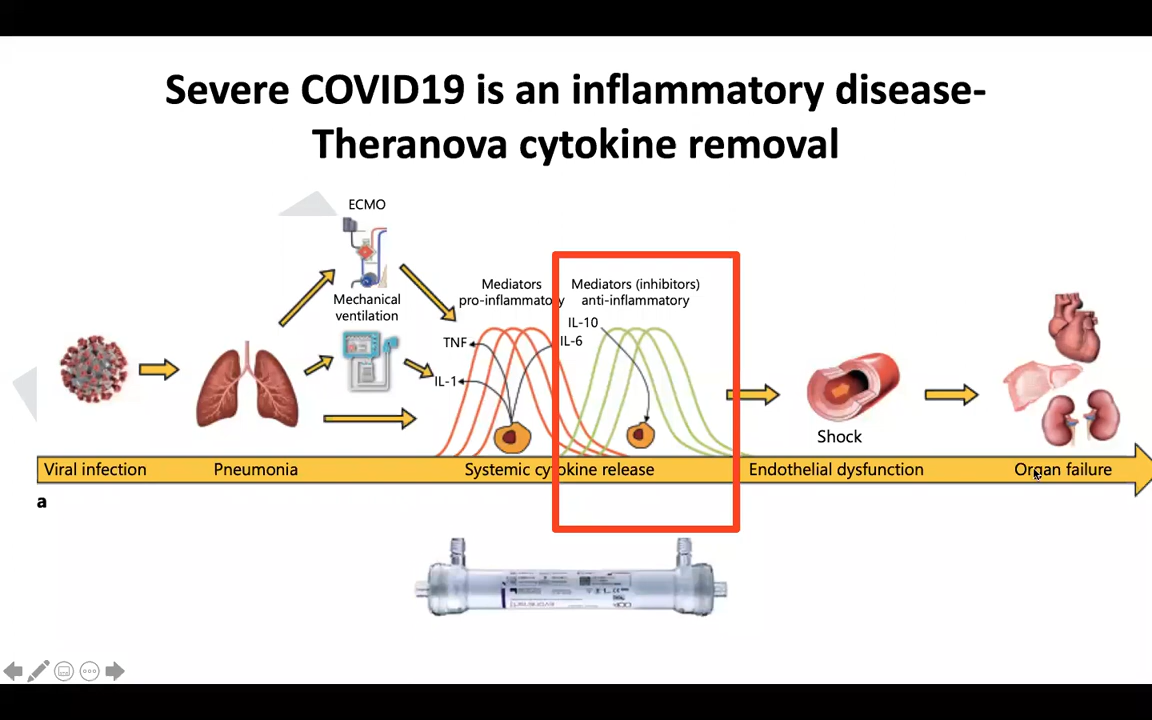 Severe COVID19 is an inflammatory disease-
Theranova cytokine removal
ECMO
Mechanical
ventilation
Mediators
pro-inflammatory
Mediators (inhibitors)
anti-inflammatory
IL-10
IL-6
TNF
IL-1
Shock
Viral infection
Pneumonia
Systemic cytokine release
Endothelial dysfunction
Organ failure
a